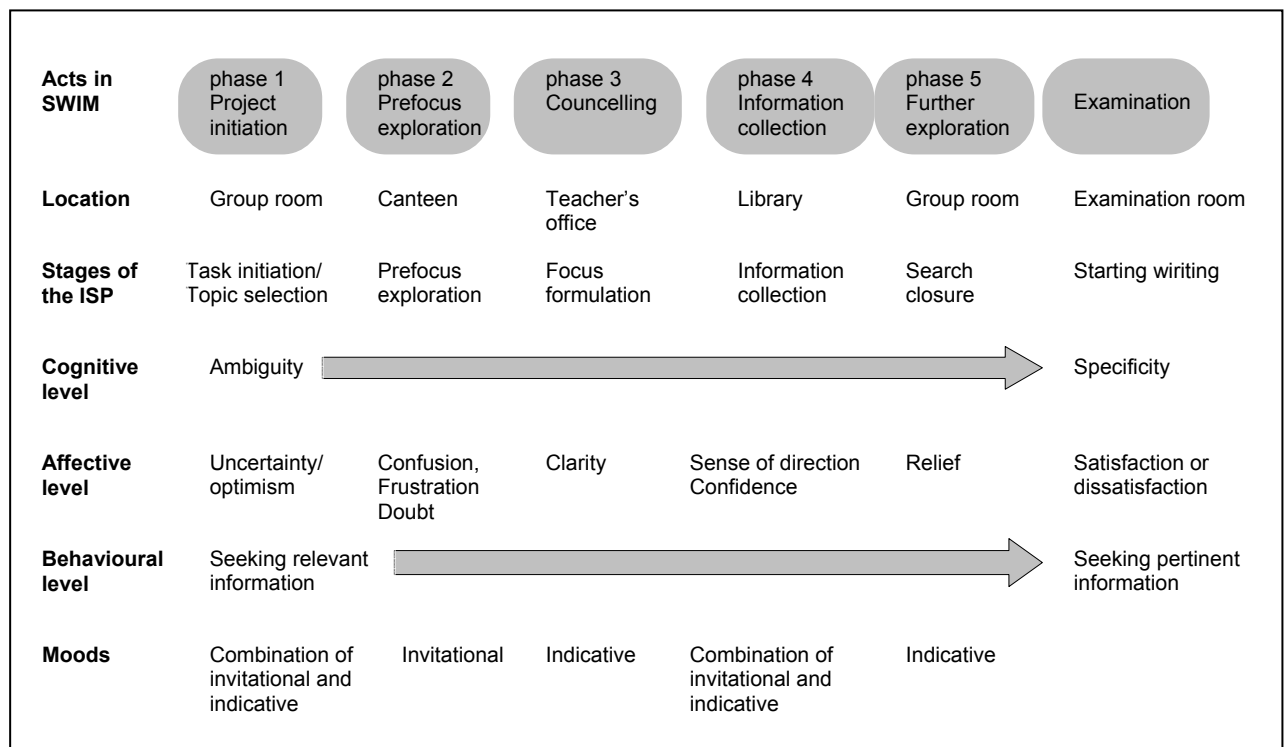 Acts in
SWIM
phase 1
Project
initiation
phase 2
Prefocus
exploration
phase 3
Councelling
phase 4
Information
collection
phase 5
Further
exploration
Examination
Location
Group room
Canteen
Teacher's
office
Library
Group room
Examination room
Stages of
the ISP
Task initiation/
Topic selection
Prefocus
exploration
Focus
formulation
Information
collection
Search
closure
Starting wiriting
Cognitive
level
Ambiguity
Specificity
Affective
level
Uncertainty/
optimism
Confusion,
Frustration
Doubt
Clarity
Sense of direction
Confidence
Relief
Satisfaction or
dissatisfaction
Behavioural
level
Seeking relevant
information
Seeking pertinent
information
Moods
Combination of
invitational and
indicative
Invitational
Indicative
Combination of
invitational and
indicative
Indicative